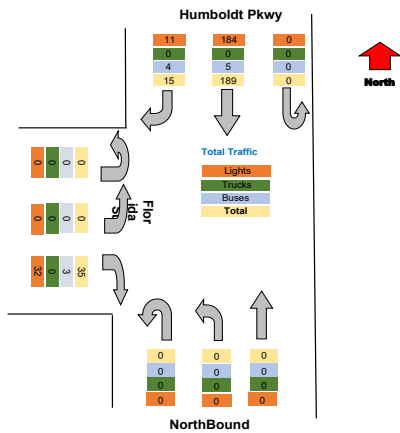 Humboldt Pkwy
11 184 0
0 0 0
4 5 0
15 189 0
North
Total Traffic
Lights
Trucks
Buses
Total
0 0 0 0
0 0 0 0
Flor
ida
32 0 3 35
0 0 0
0 0 0
0 0 0
0 0 0
NorthBound